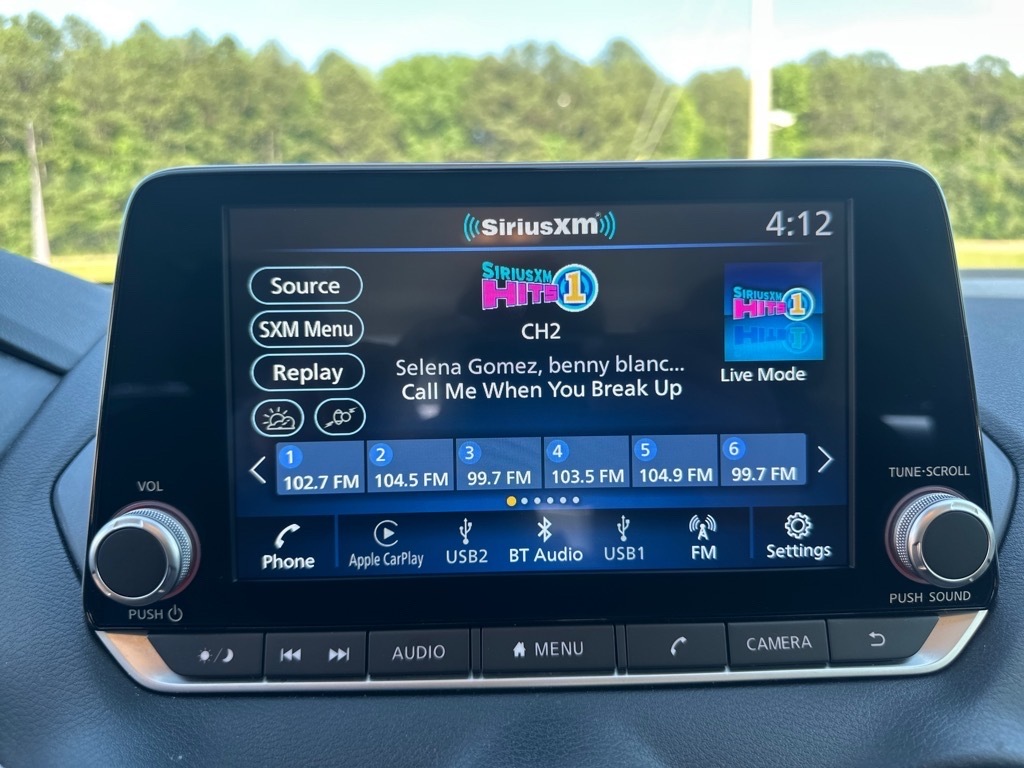 SiriusXM
4:12
Source
SiriusXM
Hits 1
SiriusXM
Hits 1
SXM Menu
CH2
Replay
Selena Gomez, benny blanc...
Live Mode
Call Me When You Break Up
1
2
3
4
5
6
102.7 FM
104.5 FM
99.7 FM
103.5 FM
104.9 FM
99.7 FM
VOL
TUNE·SCROLL
Phone
Apple CarPlay
USB2
BT Audio
USB1
FM
Settings
PUSH
PUSH SOUND
AUDIO
MENU
CAMERA